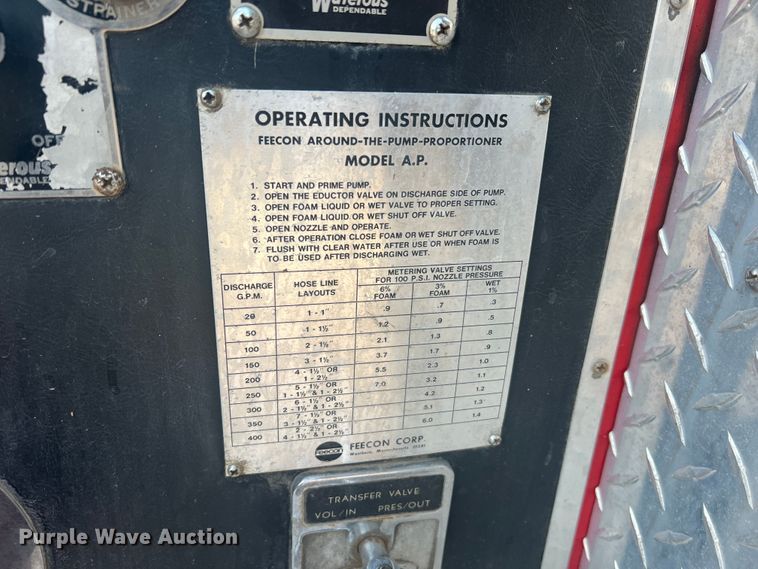 STRAINER
Waterous
DEPENDABLE
OFF
erous
DEPENDABLE
OPERATING INSTRUCTIONS
FEECON AROUND-THE-PUMP-PROPORTIONER
MODEL A.P.
1. START AND PRIME PUMP.
2. OPEN THE EDUCTOR VALVE ON DISCHARGE SIDE OF PUMP.
3. OPEN FOAM LIQUID OR WET VALVE TO PROPER SETTING.
4. OPEN FOAM LIQUID OR WET SHUT OFF VALVE.
5. OPEN NOZZLE AND OPERATE.
6. AFTER OPERATION CLOSE FOAM OR WET SHUT OFF VALVE.
7. FLUSH WITH CLEAR WATER AFTER USE OR WHEN FOAM IS
TO BE USED AFTER DISCHARGING WET.
DISCHARGE G.P.M. HOSE LINE LAYOUTS METERING VALVE SETTINGS
FOR 100 P.S.I. NOZZLE PRESSURE
6% FOAM 3% FOAM WET 1%
20 1 - 1" .9 .7 .3
50 -1 -1½" 1.2 .9 .5
100 2 - 1½" 2.1 1.3 .8
150 3 - 1½" 3.7 1.7 .9
200 4 - 1½" OR 1 - 2½" 5.5 2.3 1.0
250 5 - 1½" OR 1 - 1½" & 1 - 2½" 7.0 3.2 1.1
300 6 - 1½" OR 2 - 1½" & 1 - 2½" 4.2 1.2
350 7 - 1½" OR 3 - 1½" & 1 - 2½" 5.1 1.3
400 2 - 2½" OR 4 - 1½" & 1 - 2½" 6.0 1.4
Feecon FEECON CORP.
TRANSFER VALVE
VOL/IN PRES/OUT
Purple Wave Auction